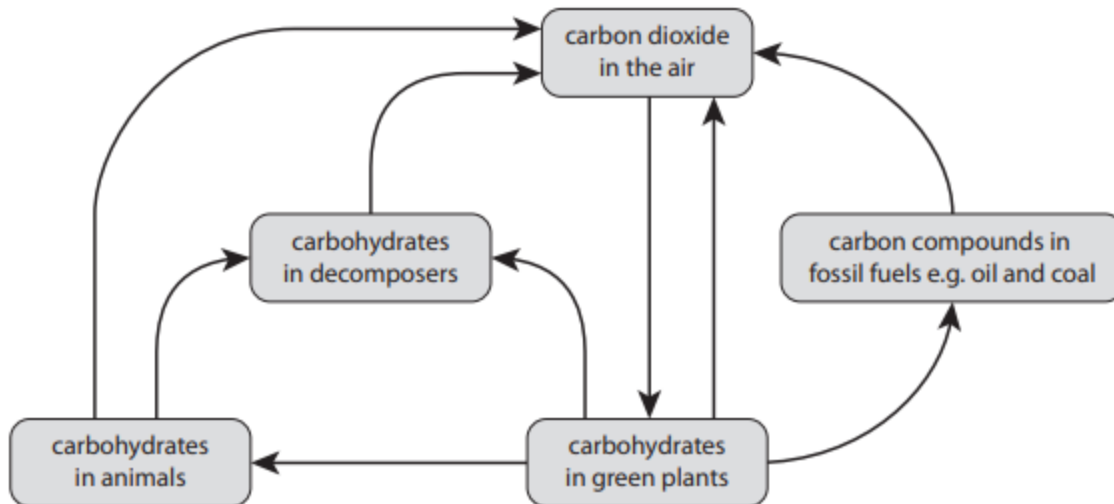 carbon dioxide
in the air
carbohydrates
in decomposers
carbon compounds in
fossil fuels e.g. oil and coal
carbohydrates
in animals
carbohydrates
in green plants